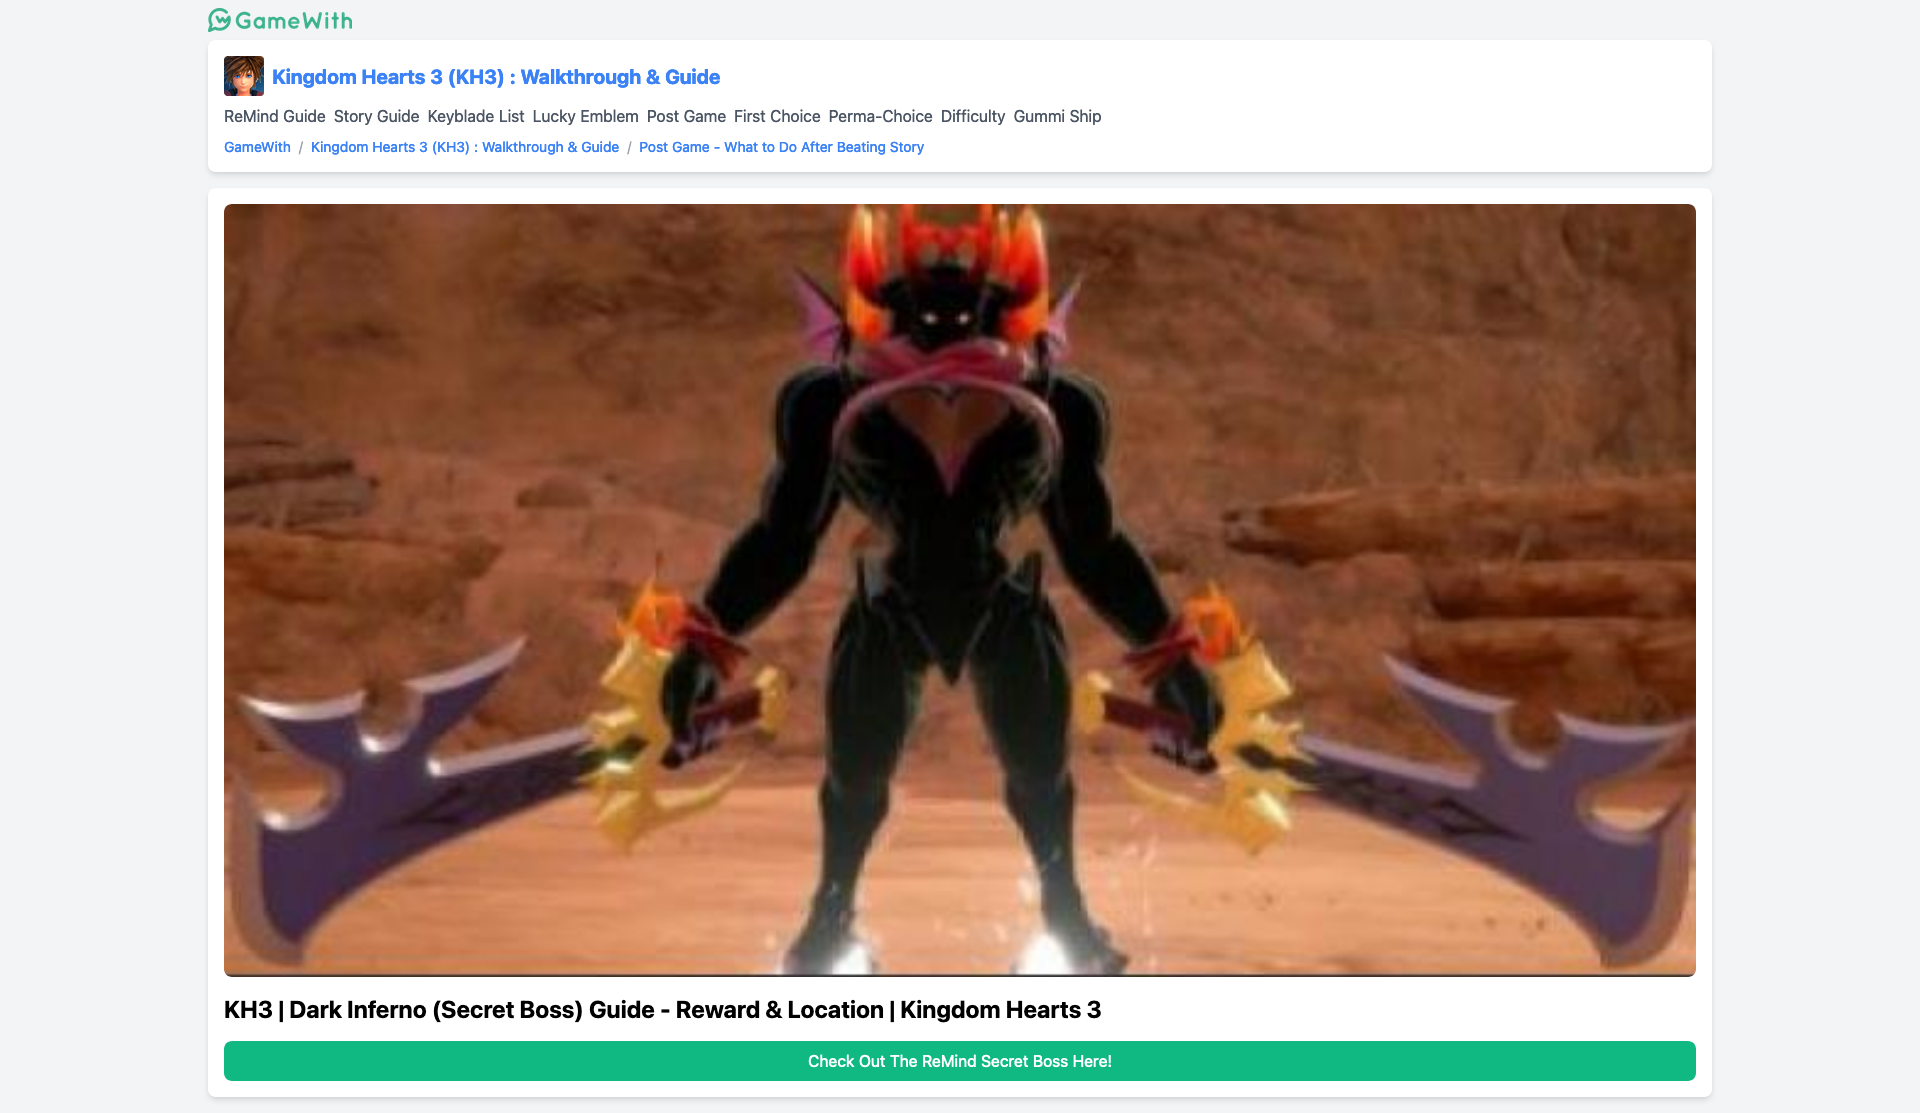 GameWith
Kingdom Hearts 3 (KH3) : Walkthrough & Guide
ReMind Guide Story Guide Keyblade List Lucky Emblem Post Game First Choice Perma-Choice Difficulty Gummi Ship
GameWith / Kingdom Hearts 3 (KH3) : Walkthrough & Guide / Post Game - What to Do After Beating Story
KH3 | Dark Inferno (Secret Boss) Guide - Reward & Location | Kingdom Hearts 3
Check Out The ReMind Secret Boss Here!